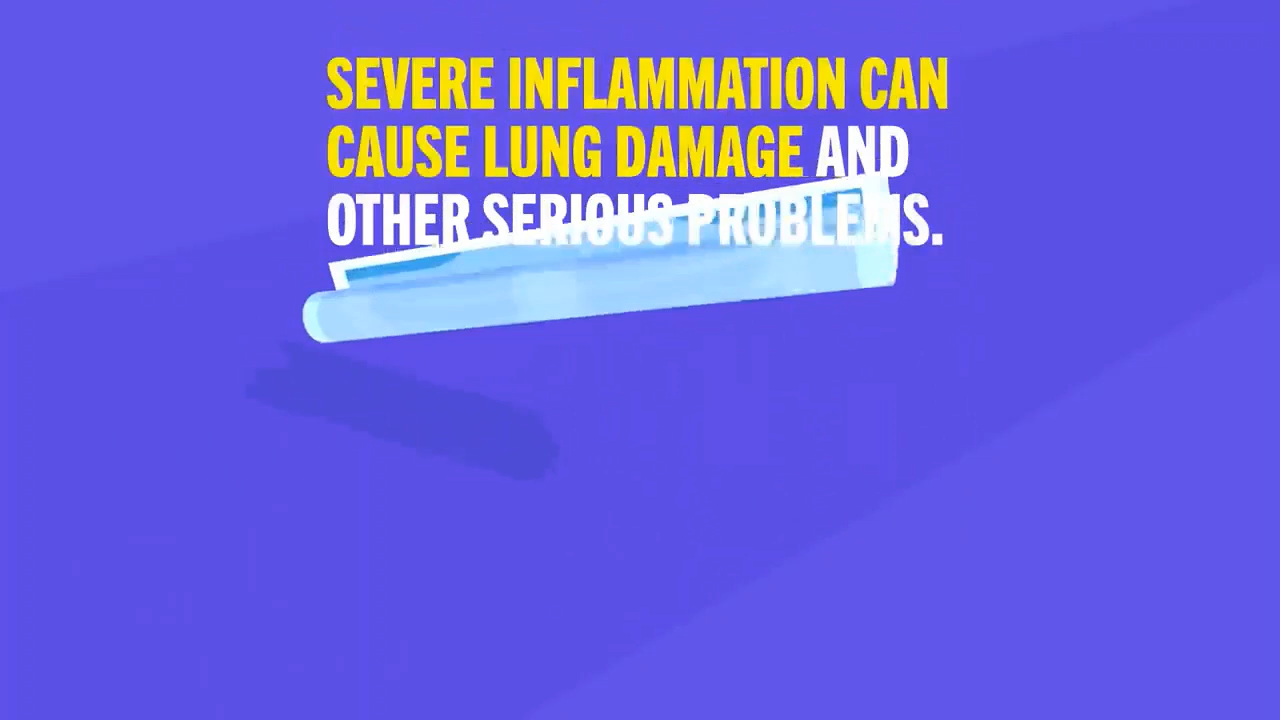 SEVERE INFLAMMATION CAN
CAUSE LUNG DAMAGE AND
OTHER SERIOUS PROBLEMS.